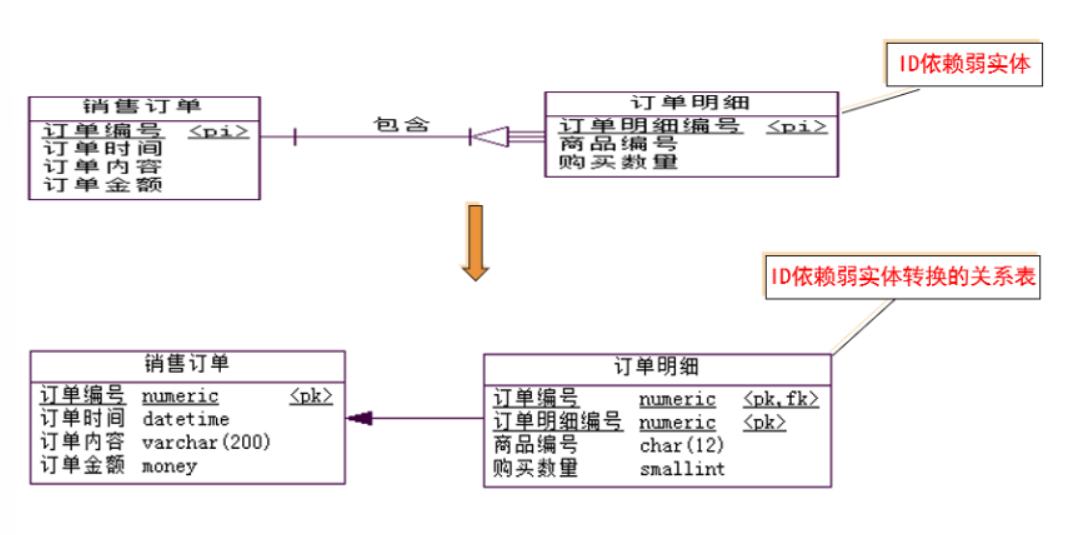 ID依赖弱实体
销售订单
订单编号 <pi>
订单时间
订单内容
订单金额
包含
订单明细
订单明细编号 <pi>
商品编号
购买数量
ID依赖弱实体转换的关系表
销售订单
订单编号 numeric <pk>
订单时间 datetime
订单内容 varchar(200)
订单金额 money
订单明细
订单编号 numeric <pk,fk>
订单明细编号 numeric <pk>
商品编号 char(12)
购买数量 smallint